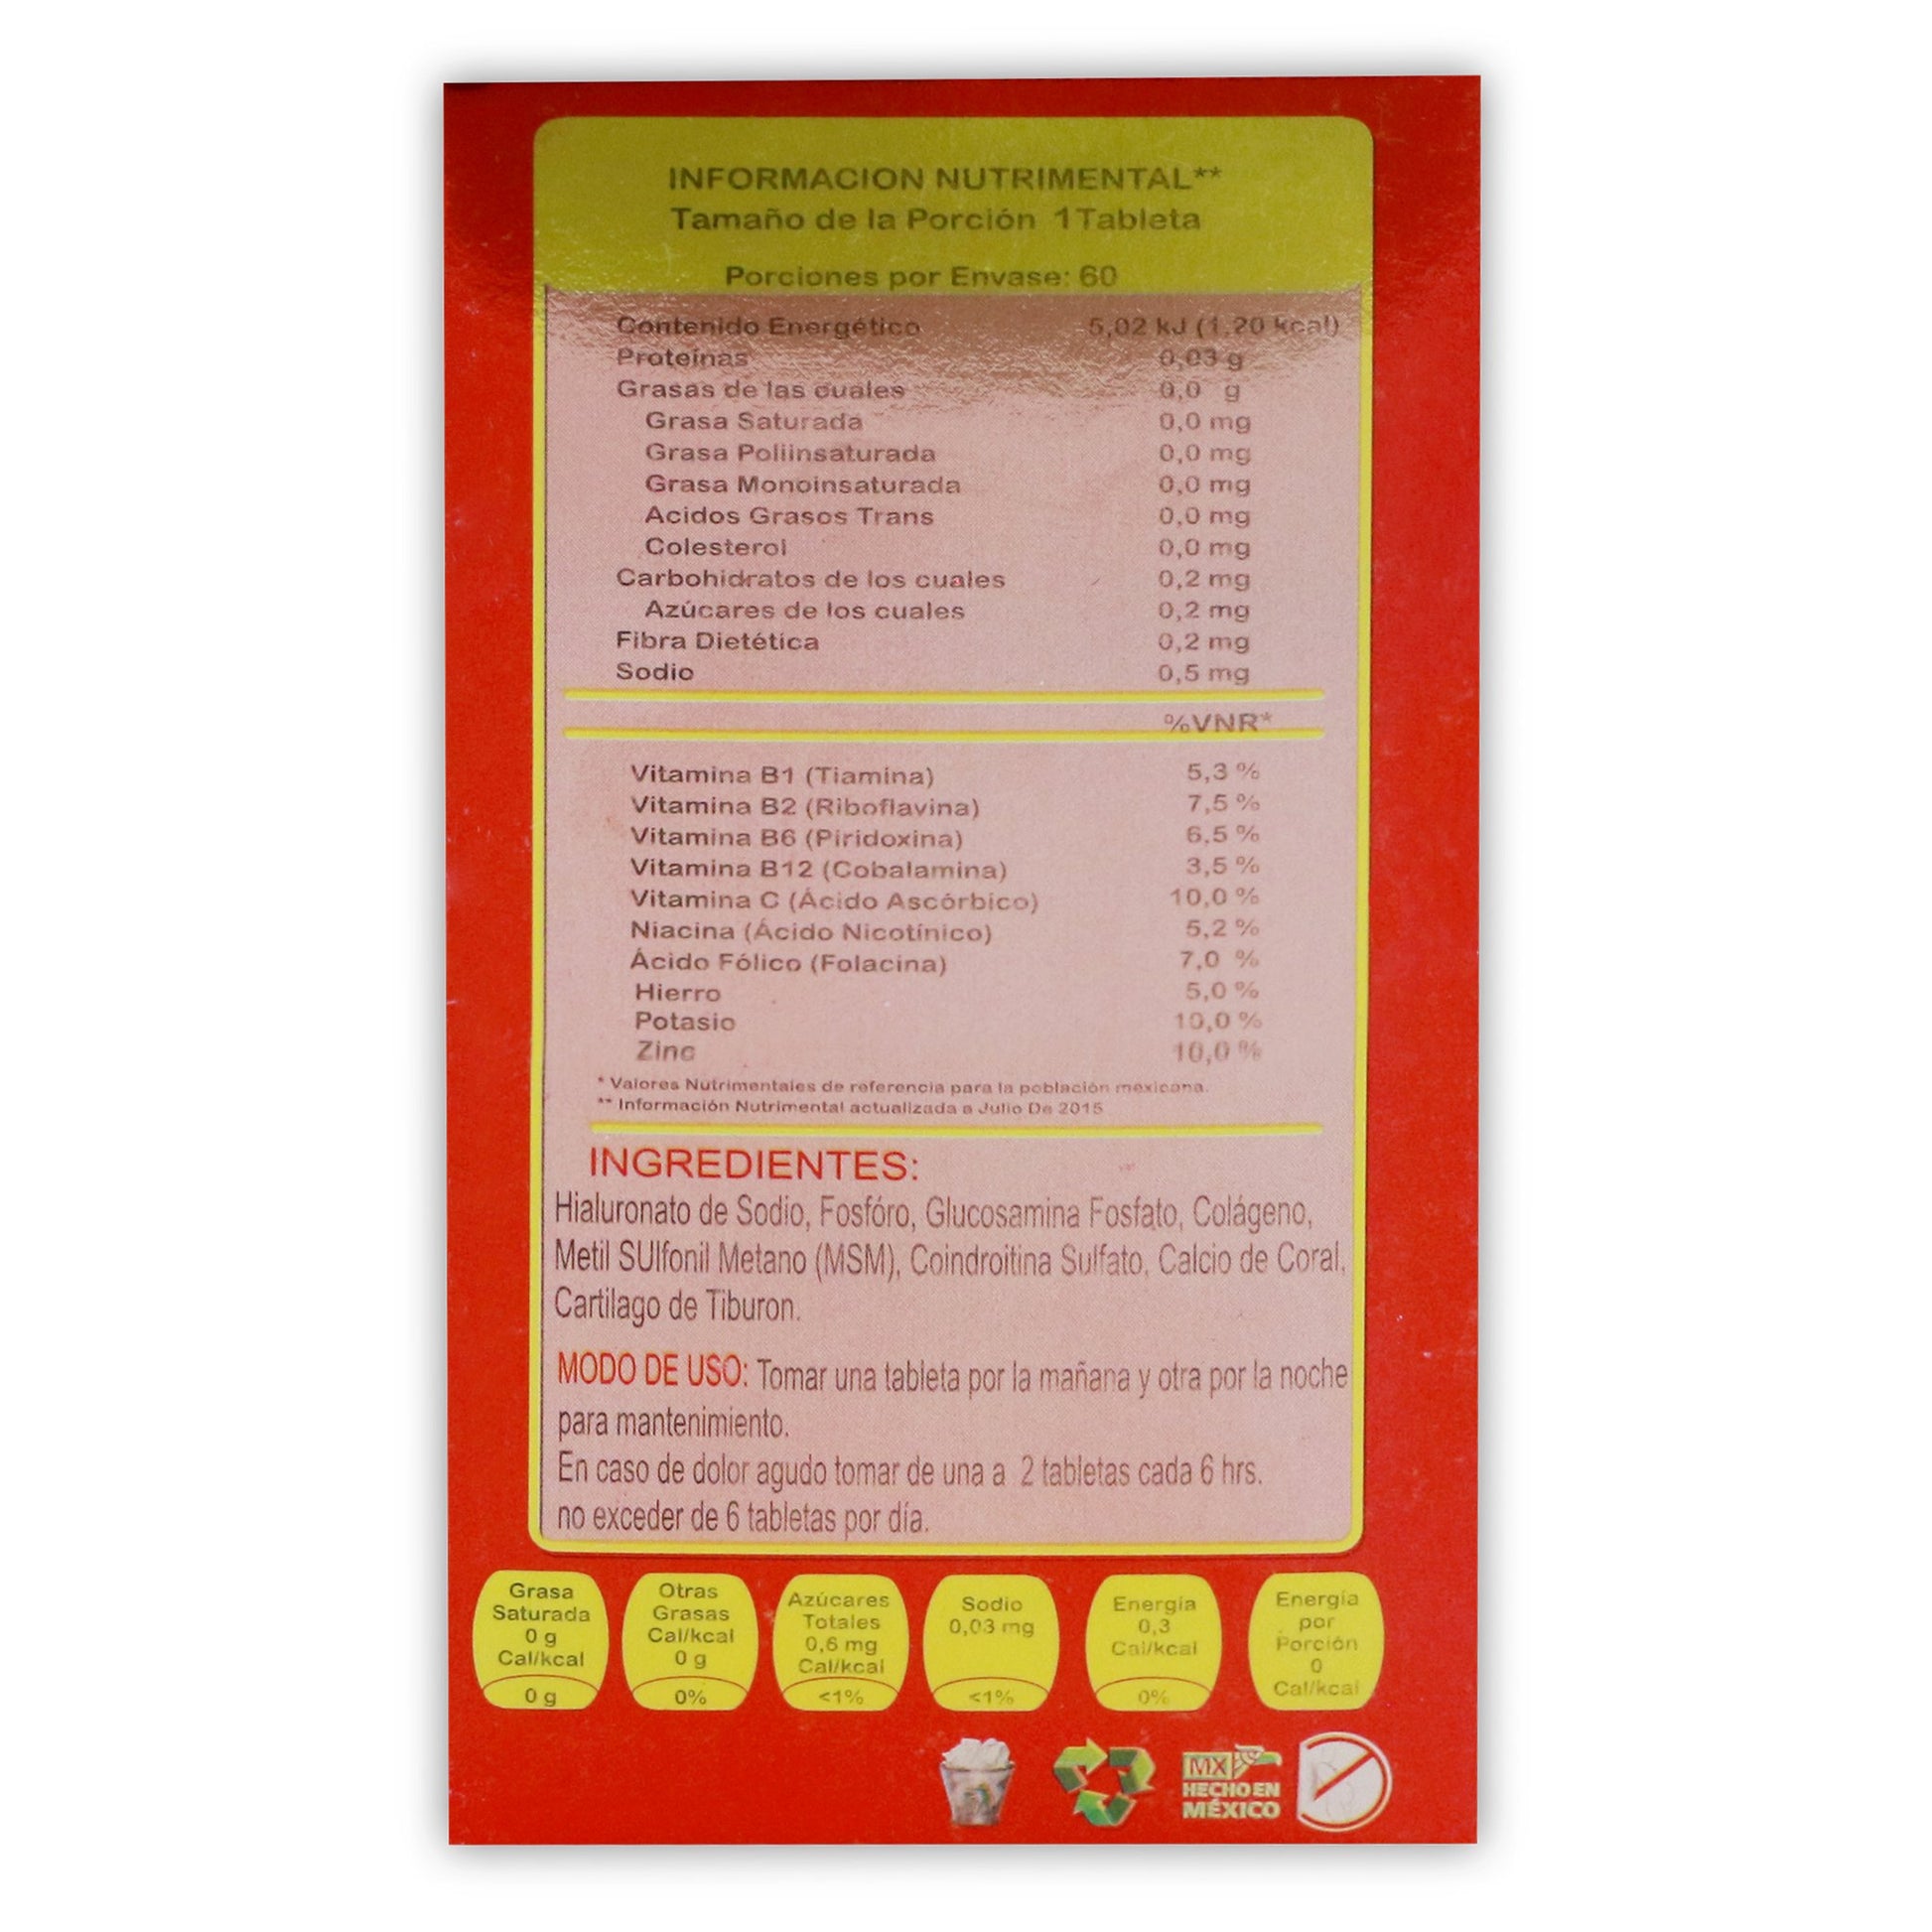 INFORMACION NUTRIMENTAL**
Tamaño de la Porción 1 Tableta
Porciones por Envase: 60
Contenido Energético 5,02 kJ (1.20 kcal)
Proteínas 0,03 g
Grasas de las cuales 0,0 g
Grasa Saturada 0,0 mg
Grasa Poliinsaturada 0,0 mg
Grasa Monoinsaturada 0,0 mg
Acidos Grasos Trans 0,0 mg
Colesterol 0,0 mg
Carbohidratos de los cuales 0,2 mg
Azúcares de los cuales 0,2 mg
Fibra Dietética 0,2 mg
Sodio 0,5 mg
%VNR*
Vitamina B1 (Tiamina) 5,3 %
Vitamina B2 (Riboflavina) 7,5 %
Vitamina B6 (Piridoxina) 6,5 %
Vitamina B12 (Cobalamina) 3,5 %
Vitamina C (Ácido Ascórbico) 10,0 %
Niacina (Ácido Nicotínico) 5,2 %
Ácido Fólico (Folacina) 7,0 %
Hierro 5,0 %
Potasio 10,0 %
Zinc 10,0 %
* Valores Nutrimentales de referencia para la población mexicana.
** Información Nutrimental actualizada a Julio De 2015
INGREDIENTES:
Hialuronato de Sodio, Fosfóro, Glucosamina Fosfato, Colágeno,
Metil SUlfonil Metano (MSM), Coindroitina Sulfato, Calcio de Coral,
Cartilago de Tiburon.
MODO DE USO: Tomar una tableta por la mañana y otra por la noche
para mantenimiento.
En caso de dolor agudo tomar de una a 2 tabletas cada 6 hrs.
no exceder de 6 tabletas por día.
Grasa
Saturada
0 g
Cal/kcal
0 g
Otras
Grasas
Cal/kcal
0 g
0%
Azúcares
Totales
0,6 mg
Cal/kcal
<1%
Sodio
0,03 mg
<1%
Energía
0,3
Cal/kcal
0%
Energía
por
Porción
0
Cal/kcal
MX
HECHO EN
MÉXICO